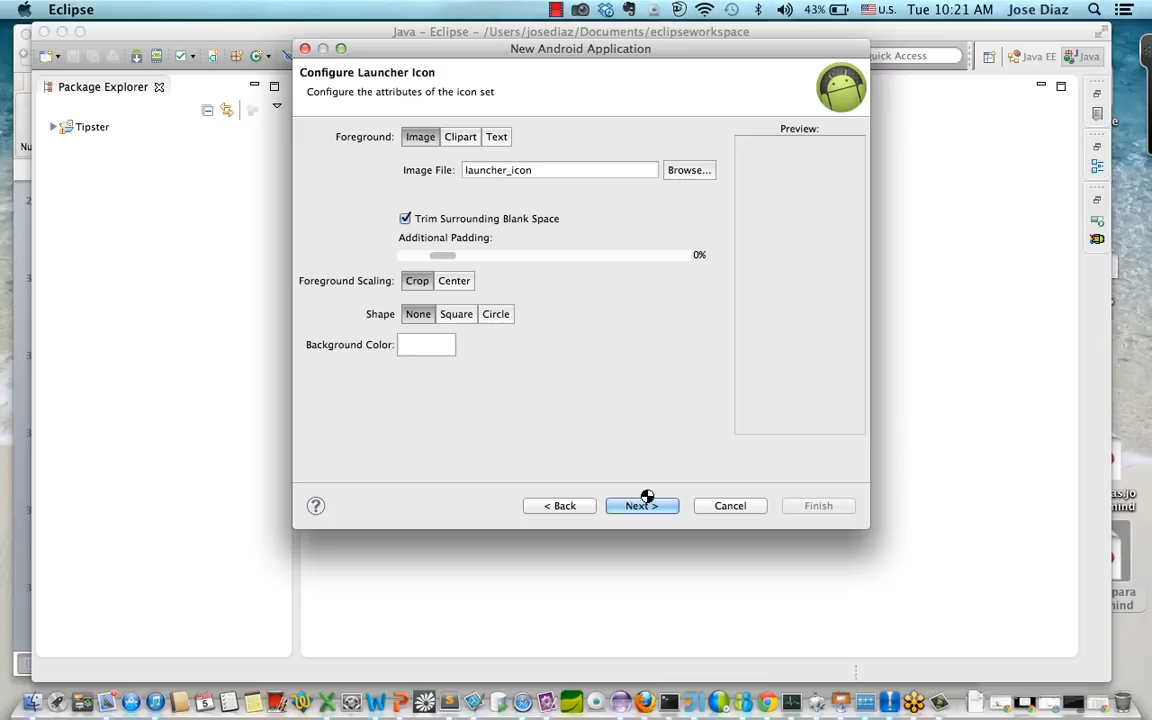 Eclipse
43%
U.S.
Tue 10:21 AM
Jose Diaz
Java - Eclipse - /Users/josediaz/Documents/eclipseworkspace
New Android Application
Quick Access
Java EE
Java
Package Explorer
Tipster
Configure Launcher Icon
Configure the attributes of the icon set
Foreground:
Image
Clipart
Text
Preview:
Image File:
launcher_icon
Browse...
Trim Surrounding Blank Space
Additional Padding:
0%
Foreground Scaling:
Crop
Center
Shape
None
Square
Circle
Background Color:
?
< Back
Next >
Cancel
Finish